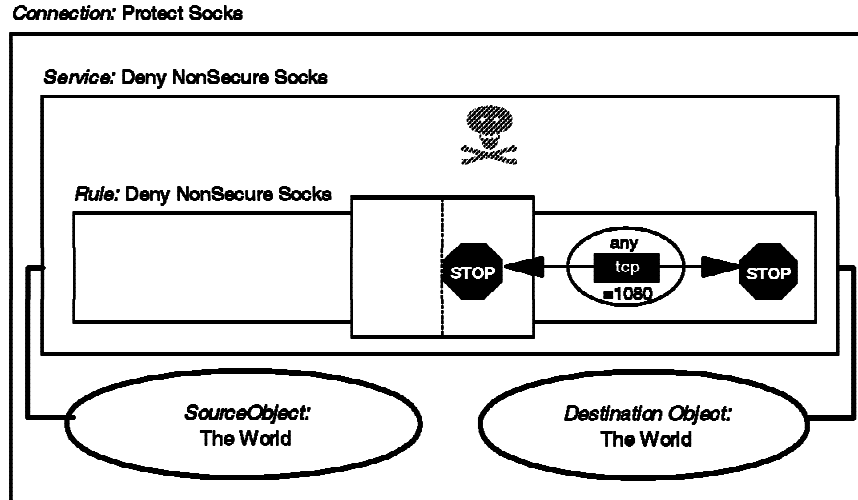 Connection: Protect Socks
Service: Deny NonSecure Socks
Rule: Deny NonSecure Socks
any
STOP
tcp
STOP
=1080
SourceObject:
The World
Destination Object:
The World